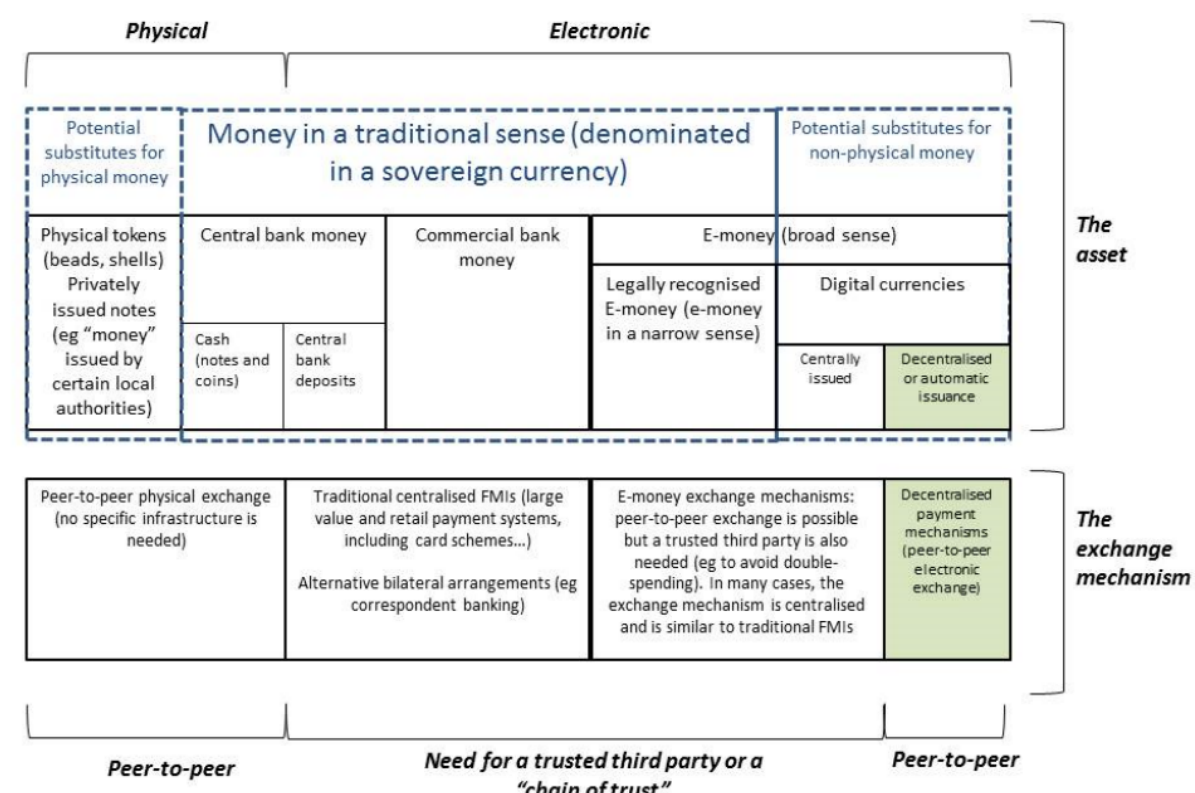 Physical
Electronic
Potential
substitutes for
physical money
Money in a traditional sense (denominated
in a sovereign currency)
Potential substitutes for
non-physical money
Physical tokens
(beads, shells)
Privately
issued notes
(eg "money"
issued by
certain local
authorities)
Central bank money
Cash
(notes and
coins)
Central
bank
deposits
Commercial bank
money
E-money (broad sense)
Legally recognised
E-money (e-money
in a narrow sense)
Digital currencies
Centrally
issued
Decentralised
or automatic
issuance
The
asset
Peer-to-peer physical exchange
(no specific infrastructure is
needed)
Traditional centralised FMIs (large
value and retail payment systems,
including card schemes...)
Alternative bilateral arrangements (eg
correspondent banking)
E-money exchange mechanisms:
peer-to-peer exchange is possible
but a trusted third party is also
needed (eg to avoid double-
spending). In many cases, the
exchange mechanism is centralised
and is similar to traditional FMIs
Decentralised
payment
mechanisms
(peer-to-peer
electronic
exchange)
The
exchange
mechanism
Peer-to-peer
Need for a trusted third party or a
"chain of trust"
Peer-to-peer